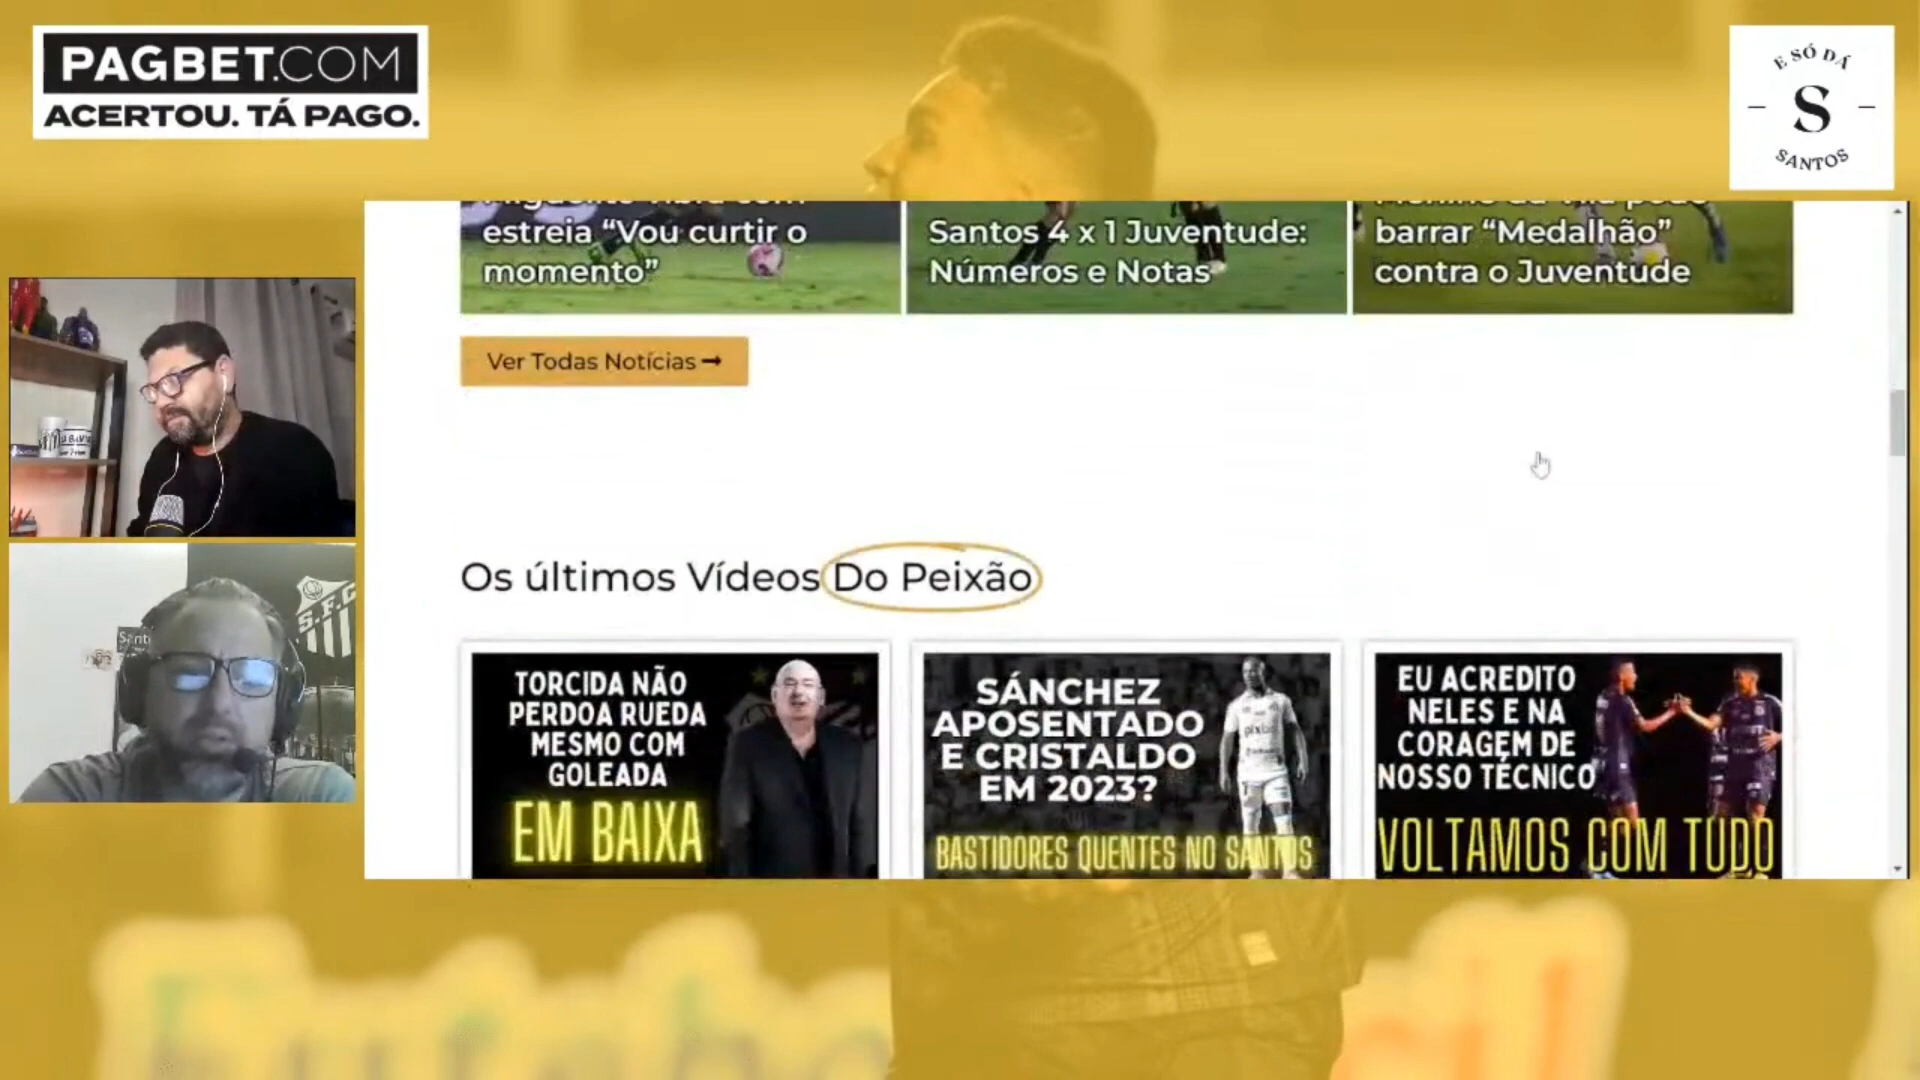 PAGBET.COM
ACERTOU. TÁ PAGO.
E SÓ DÁ
S
SANTOS
estreia “Vou curtir o
momento”
Santos 4 x 1 Juventude:
Números e Notas
barrar “Medalhão”
contra o Juventude
Ver Todas Notícias
Os últimos Vídeos Do Peixão
TORCIDA NÃO
PERDOA RUEDA
MESMO COM
GOLEADA
EM BAIXA
SÁNCHEZ
APOSENTADO
E CRISTALDO
EM 2023?
BASTIDORES QUENTES NO SANTOS
EU ACREDITO
NELES E NA
CORAGEM DE
NOSSO TÉCNICO
VOLTAMOS COM TUDO